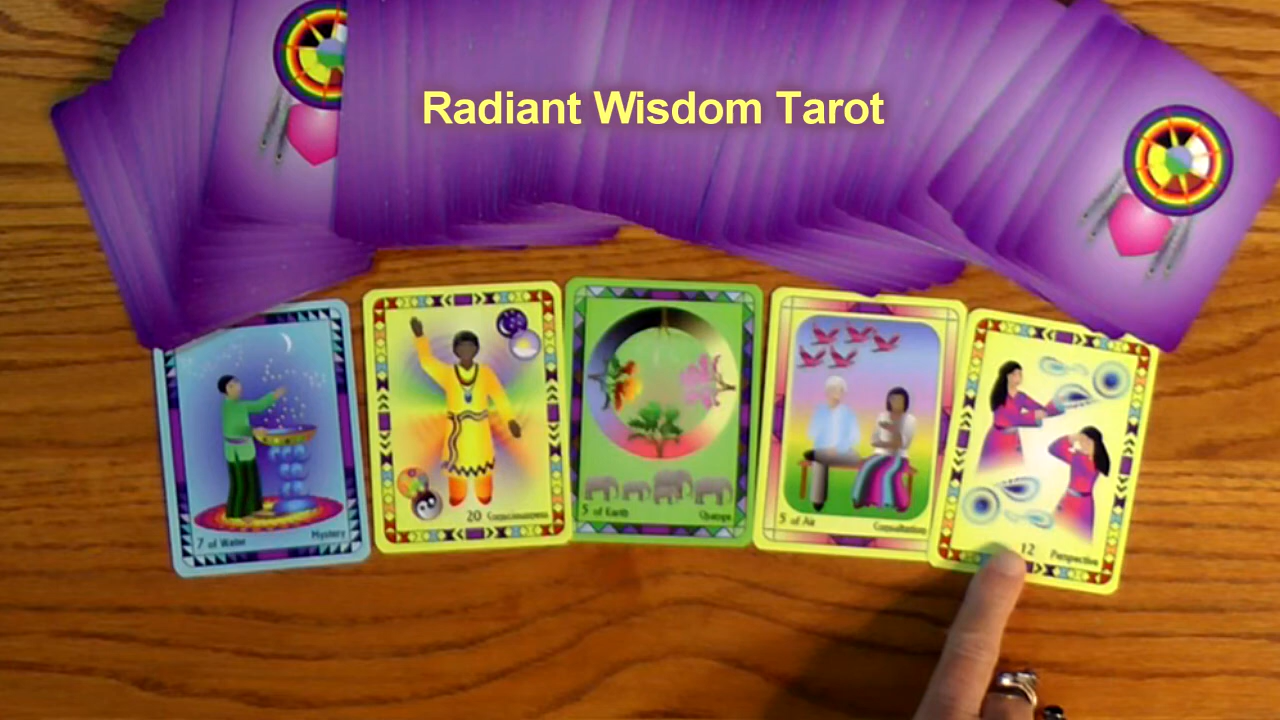 Radiant Wisdom Tarot
7 of Water Mystery
20 Consciousness
5 of Earth Change
5 of Air Consultation
12 Perspective